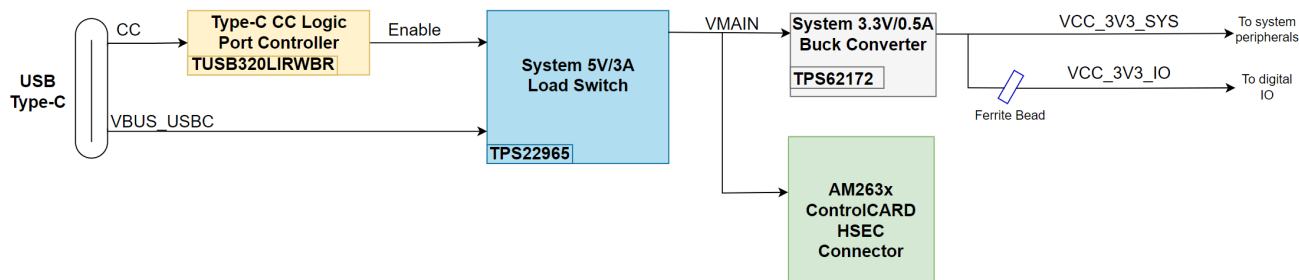 USB
Type-C
CC
Type-C CC Logic
Port Controller
TUSB320LIRWBR
Enable
VBUS_USBC
System 5V/3A
Load Switch
TPS22965
VMAIN
System 3.3V/0.5A
Buck Converter
TPS62172
VCC_3V3_SYS
To system
peripherals
VCC_3V3_IO
To digital
IO
Ferrite Bead
AM263x
ControlCARD
HSEC
Connector